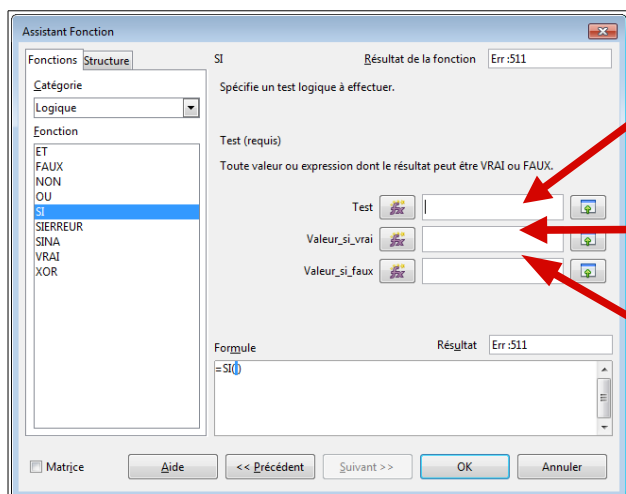 Assistant Fonction
Fonctions Structure
SI
Résultat de la fonction Err :511
Catégorie
Spécifie un test logique à effectuer.
Logique
Fonction
Test (requis)
ET
FAUX
NON
OU
SI
SIERREUR
SINA
VRAI
XOR
Toute valeur ou expression dont le résultat peut être VRAI ou FAUX.
Test
Valeur_si_vrai
Valeur_si_faux
Formule
Résultat Err :511
=SI()
Matrice
Aide
<< Précédent
Suivant >>
OK
Annuler